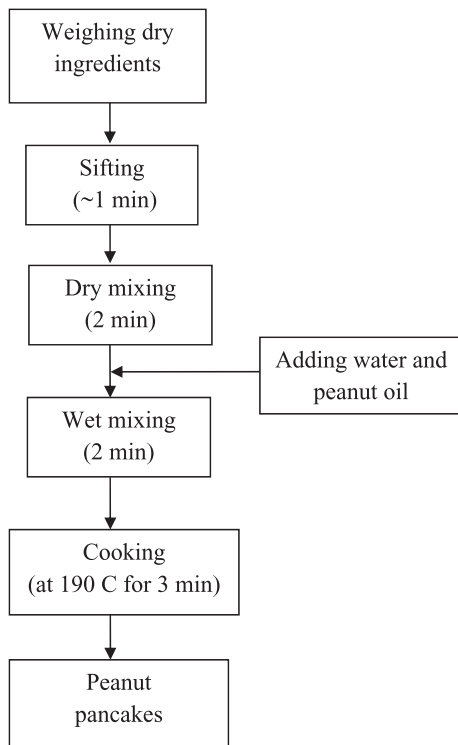 Weighing dry
ingredients
Sifting
(~1 min)
Dry mixing
(2 min)
Adding water and
peanut oil
Wet mixing
(2 min)
Cooking
(at 190 C for 3 min)
Peanut
pancakes